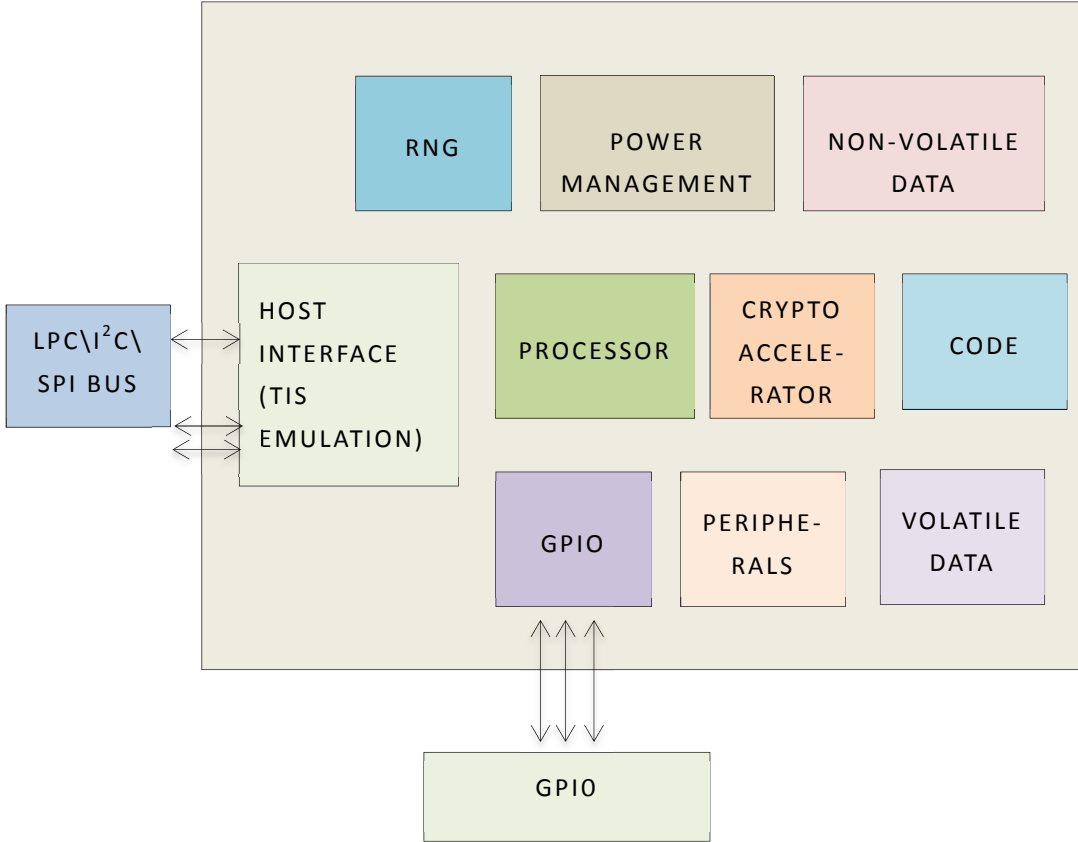 RNG
POWER
MANAGEMENT
NON-VOLATILE
DATA
LPC\I²C\
SPI BUS
HOST
INTERFACE
(TIS
EMULATION)
PROCESSOR
CRYPTO
ACCELE-
RATOR
CODE
GPIO
PERIPHE-
RALS
VOLATILE
DATA
GPI0